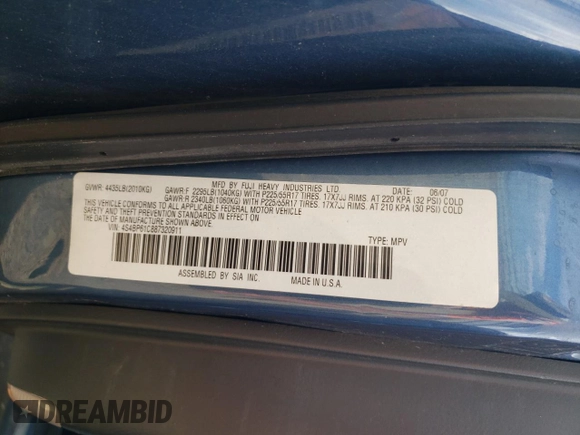 MFD BY FUJI HEAVY INDUSTRIES LTD. DATE: 06/07
GVWR: 4435LB(2010KG) GAWR:F 2295LB(1040KG) WITH P225/55R17 TIRES. 17X7JJ RIMS. AT 220 KPA (32 PSI) COLD
GAWR:R 2340LB(1060KG) WITH P225/55R17 TIRES. 17X7JJ RIMS. AT 210 KPA (30 PSI) COLD
THIS VEHICLE CONFORMS TO ALL APPLICABLE FEDERAL MOTOR VEHICLE
SAFETY AND THEFT PREVENTION STANDARDS IN EFFECT ON
THE DATE OF MANUFACTURE SHOWN ABOVE.
VIN: 4S4BP61C887320911 TYPE: MPV
ASSEMBLED BY SIA INC. MADE IN U.S.A.
DREAMBID